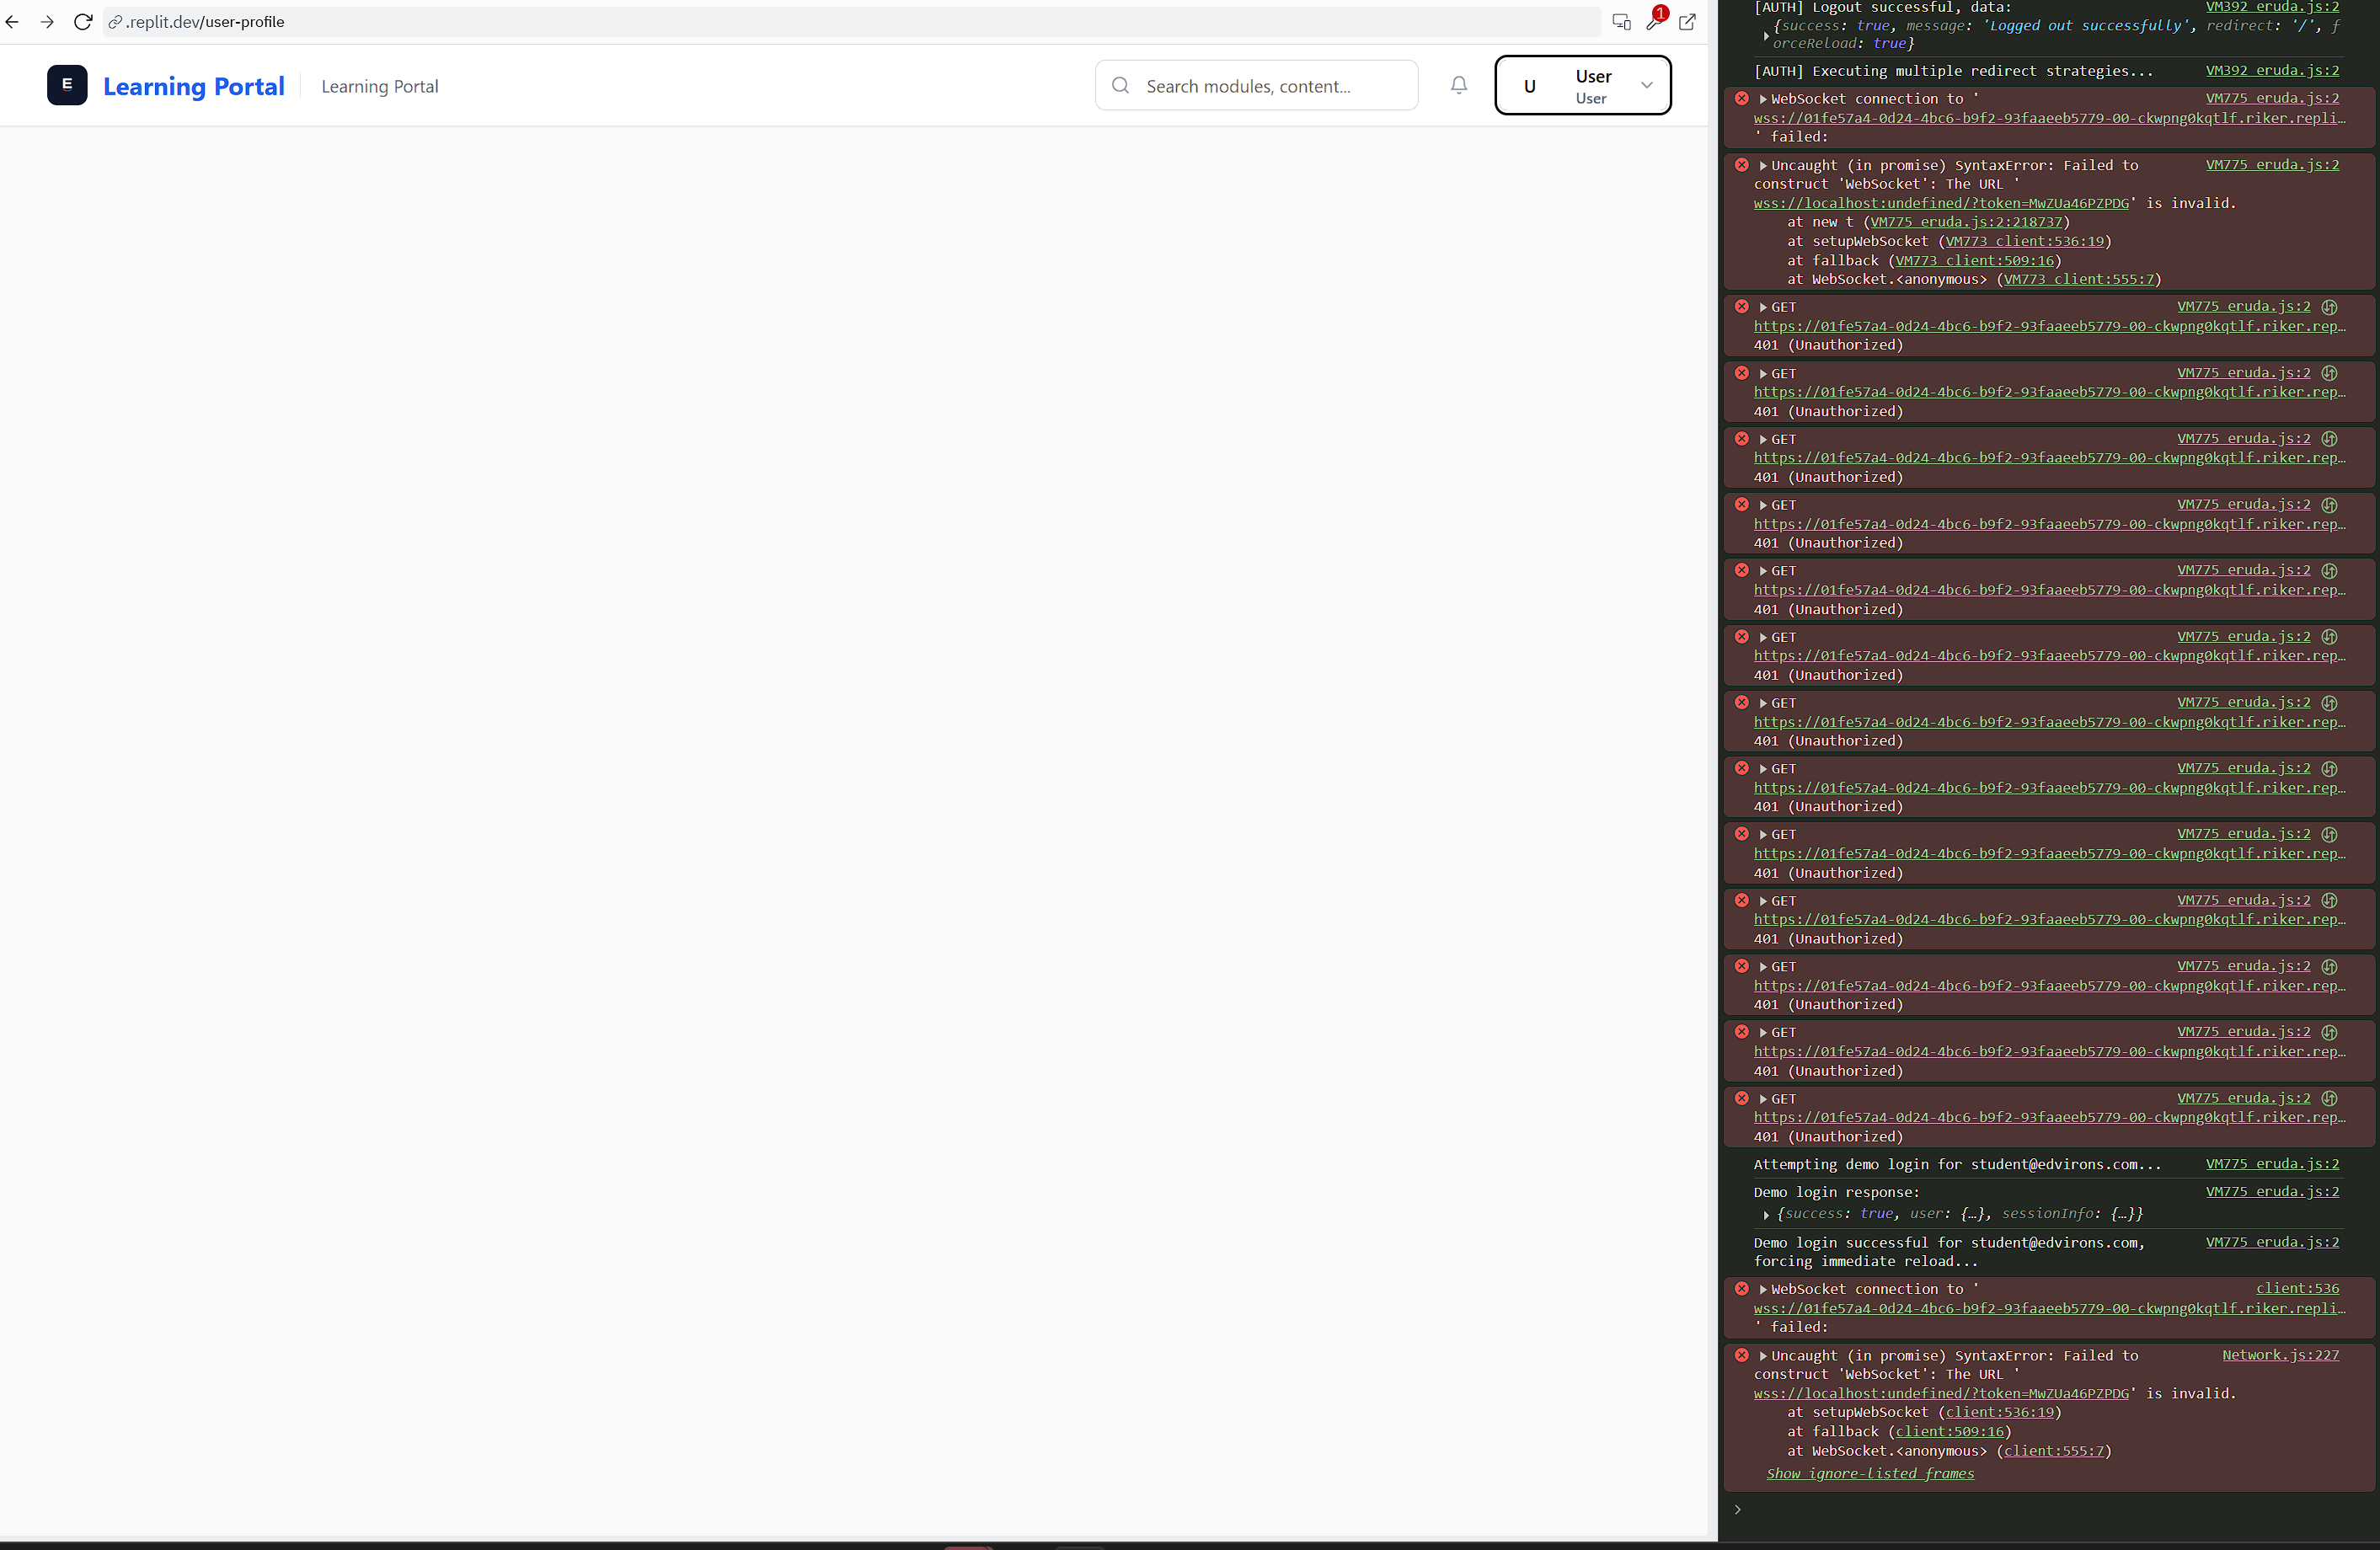 .replit.dev/user-profile
1
E
Learning Portal
Learning Portal
Search modules, content...
U
User
User
[AUTH] Logout successful, data:
VM392 eruda.js:2
{success: true, message: 'Logged out successfully', redirect: '/', f
orceReload: true}
[AUTH] Executing multiple redirect strategies...
VM392 eruda.js:2
WebSocket connection to '
VM775 eruda.js:2
wss://01fe57a4-0d24-4bc6-b9f2-93faaeeb5779-00-ckwpng0kqtlf.riker.repli…
' failed:
Uncaught (in promise) SyntaxError: Failed to
VM775 eruda.js:2
construct 'WebSocket': The URL '
wss://localhost:undefined/?token=MwZUa46PZPDG' is invalid.
at new t (VM775 eruda.js:2:218737)
at setupWebSocket (VM773 client:536:19)
at fallback (VM773 client:509:16)
at WebSocket.<anonymous> (VM773 client:555:7)
GET
VM775 eruda.js:2
https://01fe57a4-0d24-4bc6-b9f2-93faaeeb5779-00-ckwpng0kqtlf.riker.rep…
401 (Unauthorized)
GET
VM775 eruda.js:2
https://01fe57a4-0d24-4bc6-b9f2-93faaeeb5779-00-ckwpng0kqtlf.riker.rep…
401 (Unauthorized)
GET
VM775 eruda.js:2
https://01fe57a4-0d24-4bc6-b9f2-93faaeeb5779-00-ckwpng0kqtlf.riker.rep…
401 (Unauthorized)
GET
VM775 eruda.js:2
https://01fe57a4-0d24-4bc6-b9f2-93faaeeb5779-00-ckwpng0kqtlf.riker.rep…
401 (Unauthorized)
GET
VM775 eruda.js:2
https://01fe57a4-0d24-4bc6-b9f2-93faaeeb5779-00-ckwpng0kqtlf.riker.rep…
401 (Unauthorized)
GET
VM775 eruda.js:2
https://01fe57a4-0d24-4bc6-b9f2-93faaeeb5779-00-ckwpng0kqtlf.riker.rep…
401 (Unauthorized)
GET
VM775 eruda.js:2
https://01fe57a4-0d24-4bc6-b9f2-93faaeeb5779-00-ckwpng0kqtlf.riker.rep…
401 (Unauthorized)
GET
VM775 eruda.js:2
https://01fe57a4-0d24-4bc6-b9f2-93faaeeb5779-00-ckwpng0kqtlf.riker.rep…
401 (Unauthorized)
GET
VM775 eruda.js:2
https://01fe57a4-0d24-4bc6-b9f2-93faaeeb5779-00-ckwpng0kqtlf.riker.rep…
401 (Unauthorized)
GET
VM775 eruda.js:2
https://01fe57a4-0d24-4bc6-b9f2-93faaeeb5779-00-ckwpng0kqtlf.riker.rep…
401 (Unauthorized)
GET
VM775 eruda.js:2
https://01fe57a4-0d24-4bc6-b9f2-93faaeeb5779-00-ckwpng0kqtlf.riker.rep…
401 (Unauthorized)
GET
VM775 eruda.js:2
https://01fe57a4-0d24-4bc6-b9f2-93faaeeb5779-00-ckwpng0kqtlf.riker.rep…
401 (Unauthorized)
GET
VM775 eruda.js:2
https://01fe57a4-0d24-4bc6-b9f2-93faaeeb5779-00-ckwpng0kqtlf.riker.rep…
401 (Unauthorized)
Attempting demo login for student@edvirons.com...
VM775 eruda.js:2
Demo login response:
VM775 eruda.js:2
{success: true, user: {…}, sessionInfo: {…}}
Demo login successful for student@edvirons.com,
VM775 eruda.js:2
forcing immediate reload...
WebSocket connection to '
client:536
wss://01fe57a4-0d24-4bc6-b9f2-93faaeeb5779-00-ckwpng0kqtlf.riker.repli…
' failed:
Uncaught (in promise) SyntaxError: Failed to
Network.js:227
construct 'WebSocket': The URL '
wss://localhost:undefined/?token=MwZUa46PZPDG' is invalid.
at setupWebSocket (client:536:19)
at fallback (client:509:16)
at WebSocket.<anonymous> (client:555:7)
Show ignore-listed frames